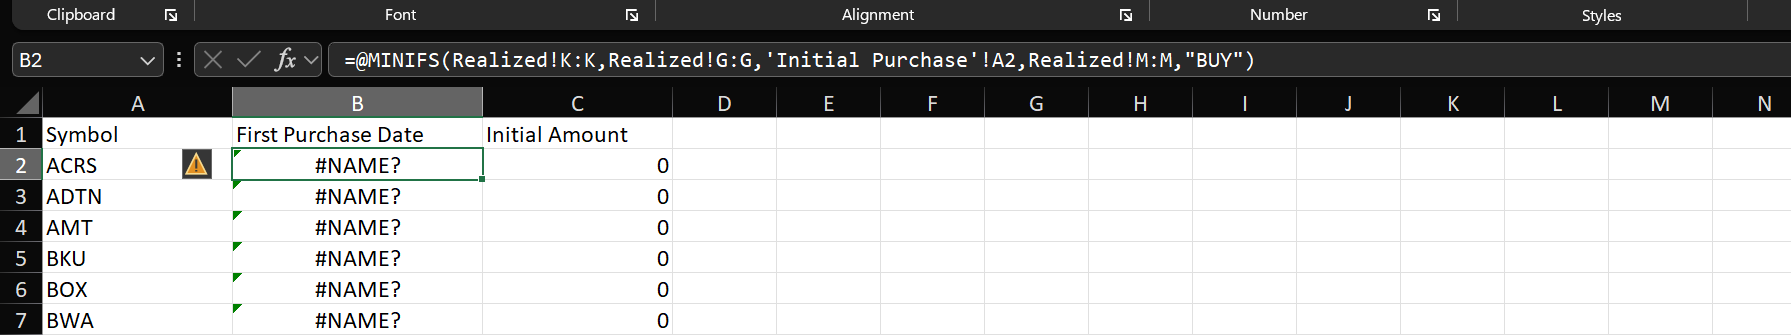 Clipboard Font Alignment Number Styles
B2 fx =@MINIFS(Realized!K:K,Realized!G:G,'Initial Purchase'!A2,Realized!M:M,"BUY")
A B C D E F G H I J K L M N
1 Symbol First Purchase Date Initial Amount
2 ACRS #NAME? 0
3 ADTN #NAME? 0
4 AMT #NAME? 0
5 BKU #NAME? 0
6 BOX #NAME? 0
7 BWA #NAME? 0